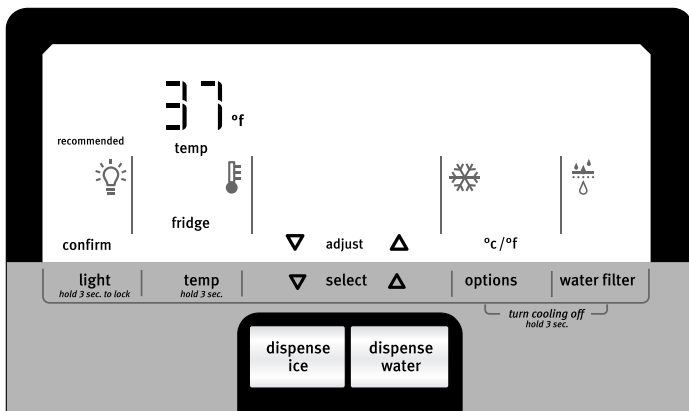 37 °f
recommended
temp
fridge
confirm
adjust
°c/°f
light
hold 3 sec. to lock
temp
hold 3 sec.
select
options
water filter
turn cooling off
hold 3 sec.
dispense
ice
dispense
water